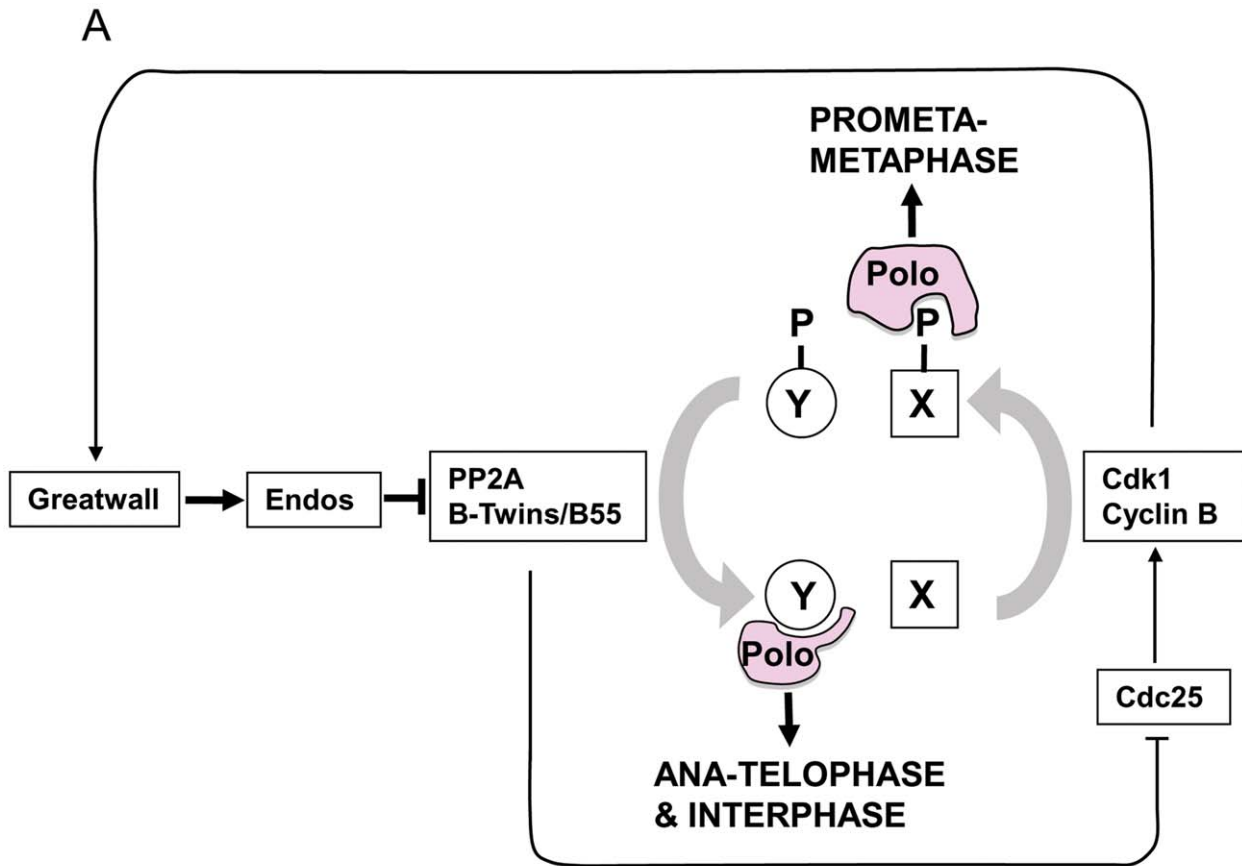 A
PROMETA-
METAPHASE
Polo
P
P
Y
X
Greatwall
Endos
PP2A
B-Twins/B55
Cdk1
Cyclin B
Y
X
Polo
Cdc25
ANA-TELOPHASE
& INTERPHASE